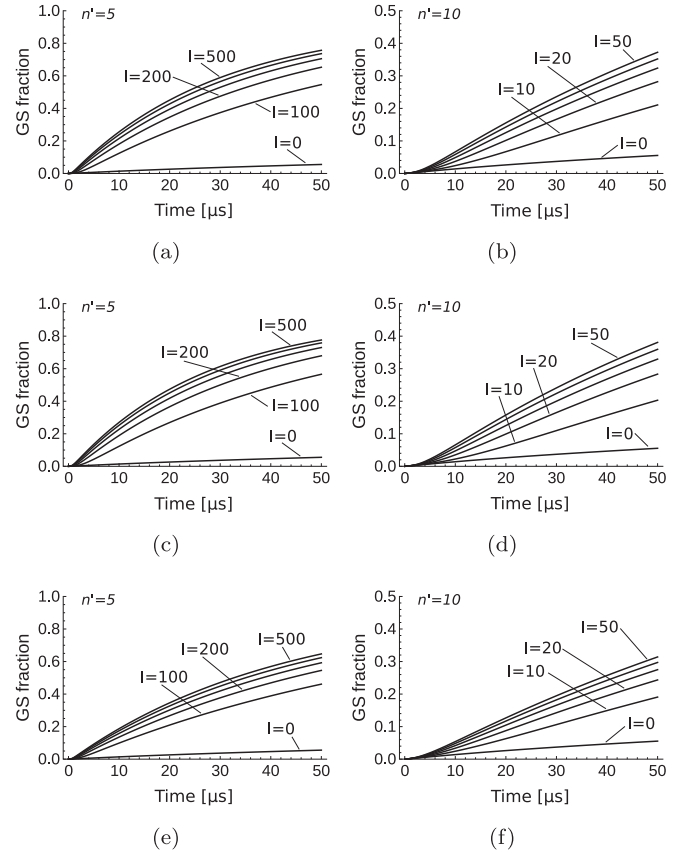 n'=5
GS fraction
1.0
0.8
0.6
0.4
0.2
0.0
I=500
I=200
I=100
I=0
0 10 20 30 40 50
Time [μs]
(a)
n'=10
GS fraction
0.5
0.4
0.3
0.2
0.1
0.0
I=50
I=20
I=10
I=0
0 10 20 30 40 50
Time [μs]
(b)
n'=5
GS fraction
1.0
0.8
0.6
0.4
0.2
0.0
I=500
I=200
I=100
I=0
0 10 20 30 40 50
Time [μs]
(c)
n'=10
GS fraction
0.5
0.4
0.3
0.2
0.1
0.0
I=50
I=20
I=10
I=0
0 10 20 30 40 50
Time [μs]
(d)
n'=5
GS fraction
1.0
0.8
0.6
0.4
0.2
0.0
I=500
I=200
I=100
I=0
0 10 20 30 40 50
Time [μs]
(e)
n'=10
GS fraction
0.5
0.4
0.3
0.2
0.1
0.0
I=50
I=20
I=10
I=0
0 10 20 30 40 50
Time [μs]
(f)